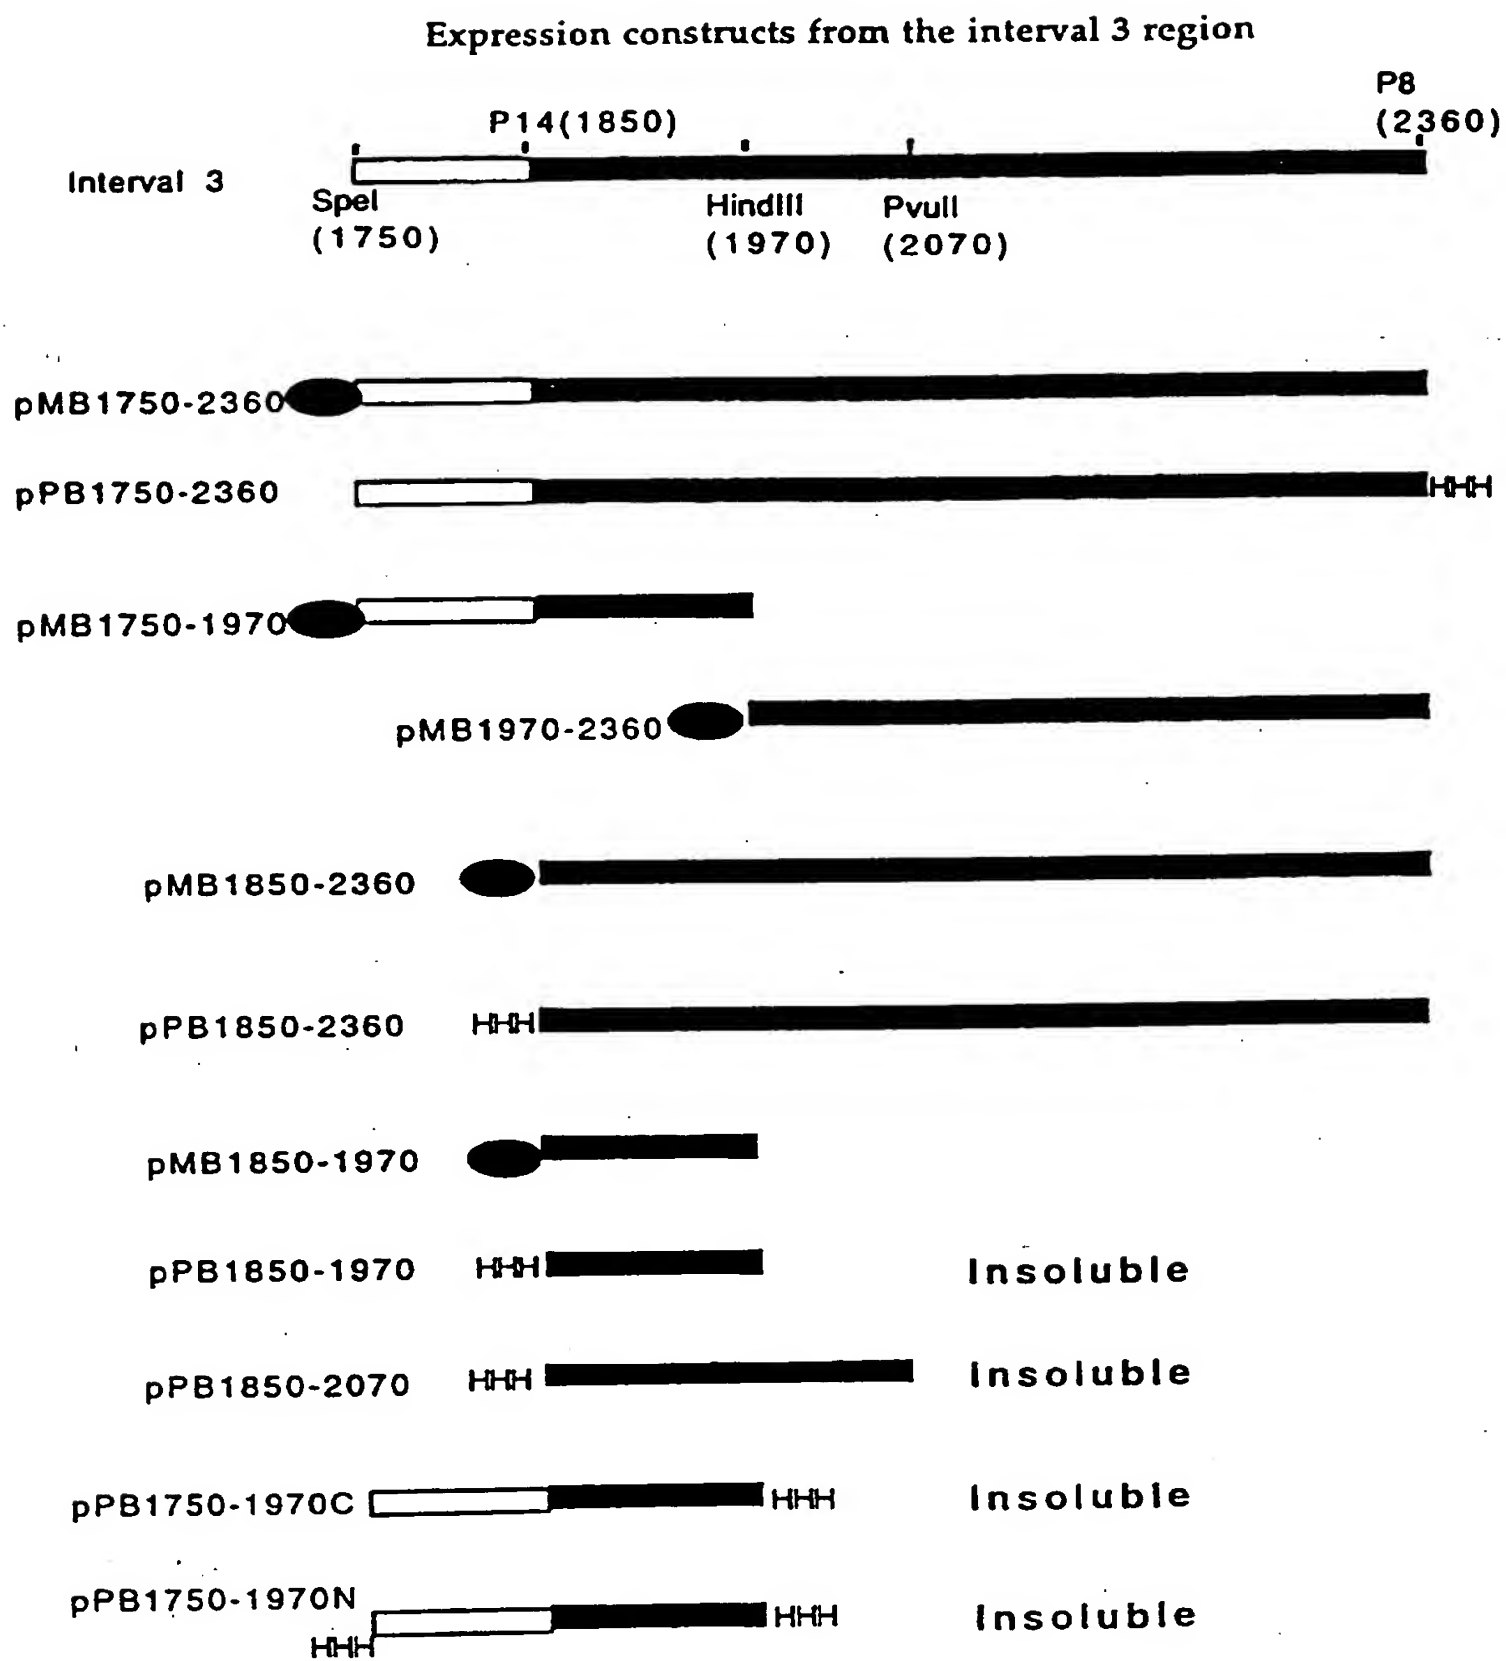 Expression constructs from the interval 3 region
P8
P14(1850)
(2360)
Interval 3
SpeI
HindIII
PvuII
(1750)
(1970)
(2070)
pMB1750-2360
pPB1750-2360
HHH
pMB1750-1970
pMB1970-2360
pMB1850-2360
pPB1850-2360 HHH
pMB1850-1970
pPB1850-1970 HHH Insoluble
pPB1850-2070 HHH Insoluble
pPB1750-1970C HHH Insoluble
pPB1750-1970N
HHH Insoluble
HHH